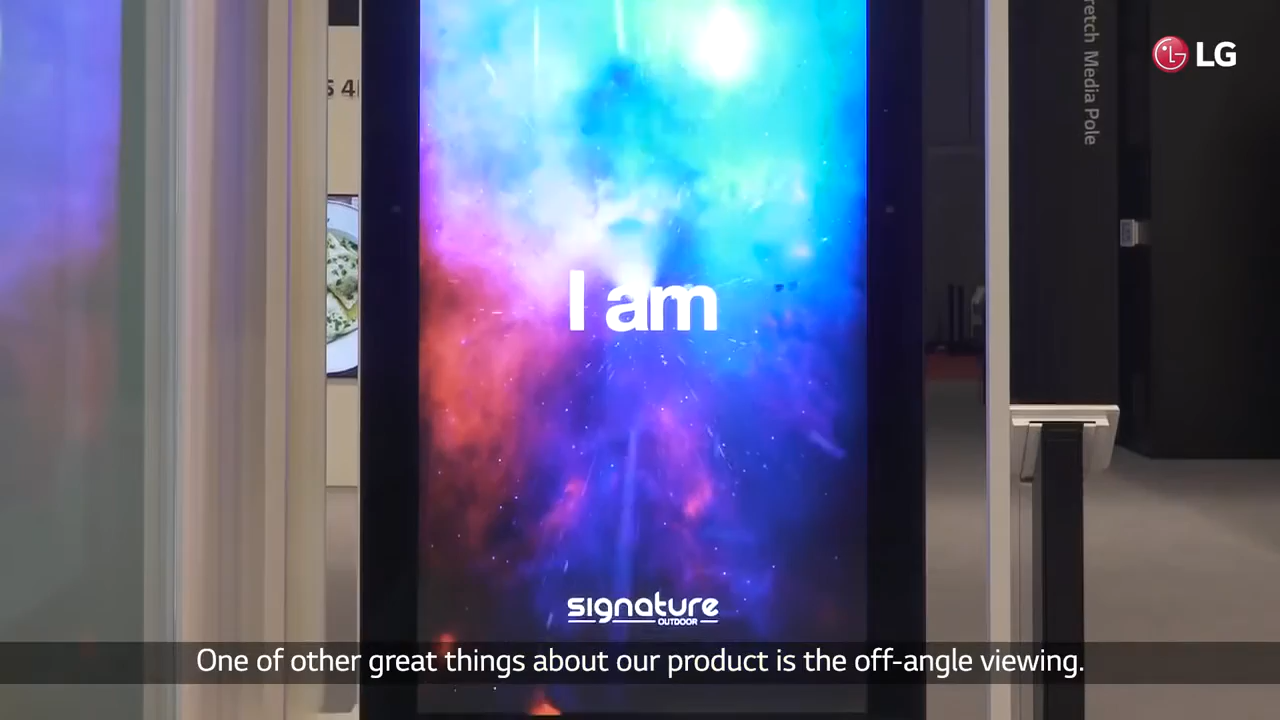 LG
Media Pole
I am
signature
OUTDOOR
One of other great things about our product is the off-angle viewing.